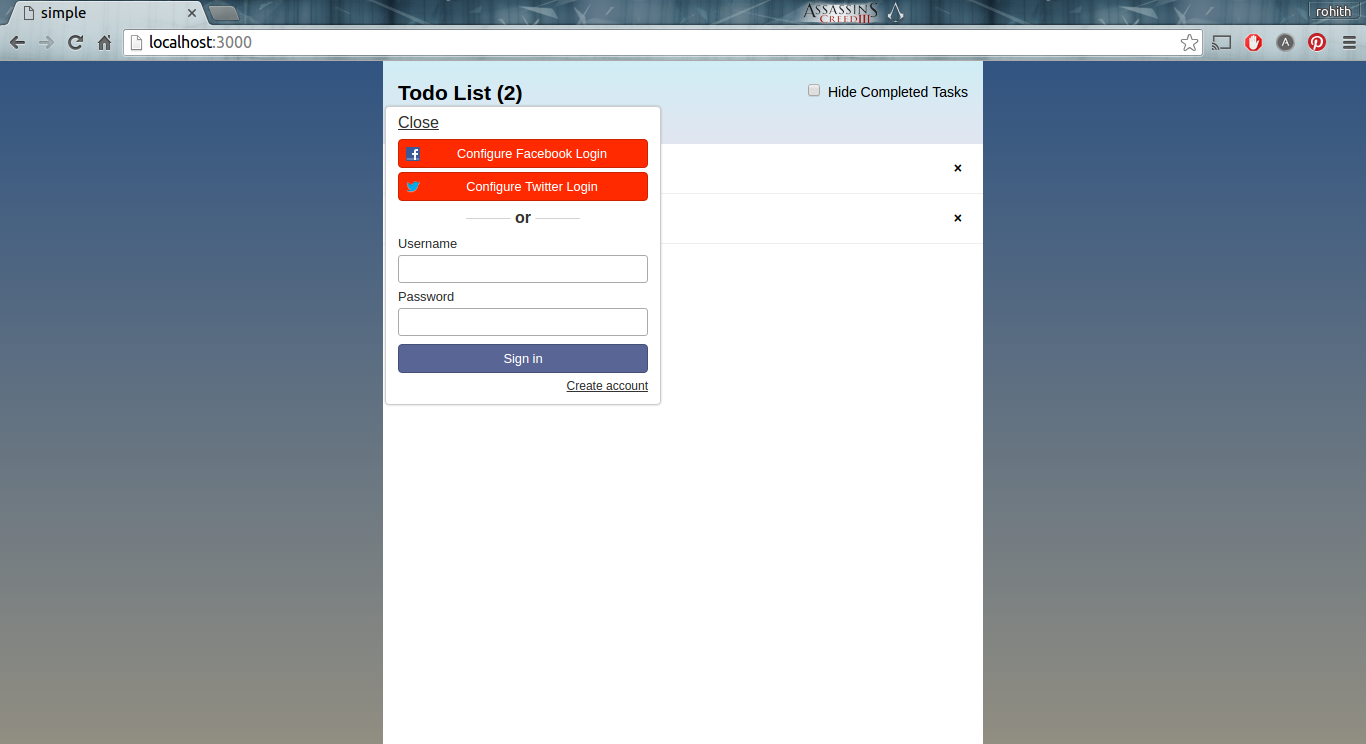 simple
ASSASSIN'S
CREED III
rohith
localhost:3000
A
Todo List (2)
Hide Completed Tasks
Close
Configure Facebook Login
Configure Twitter Login
or
Username
Password
Sign in
Create account